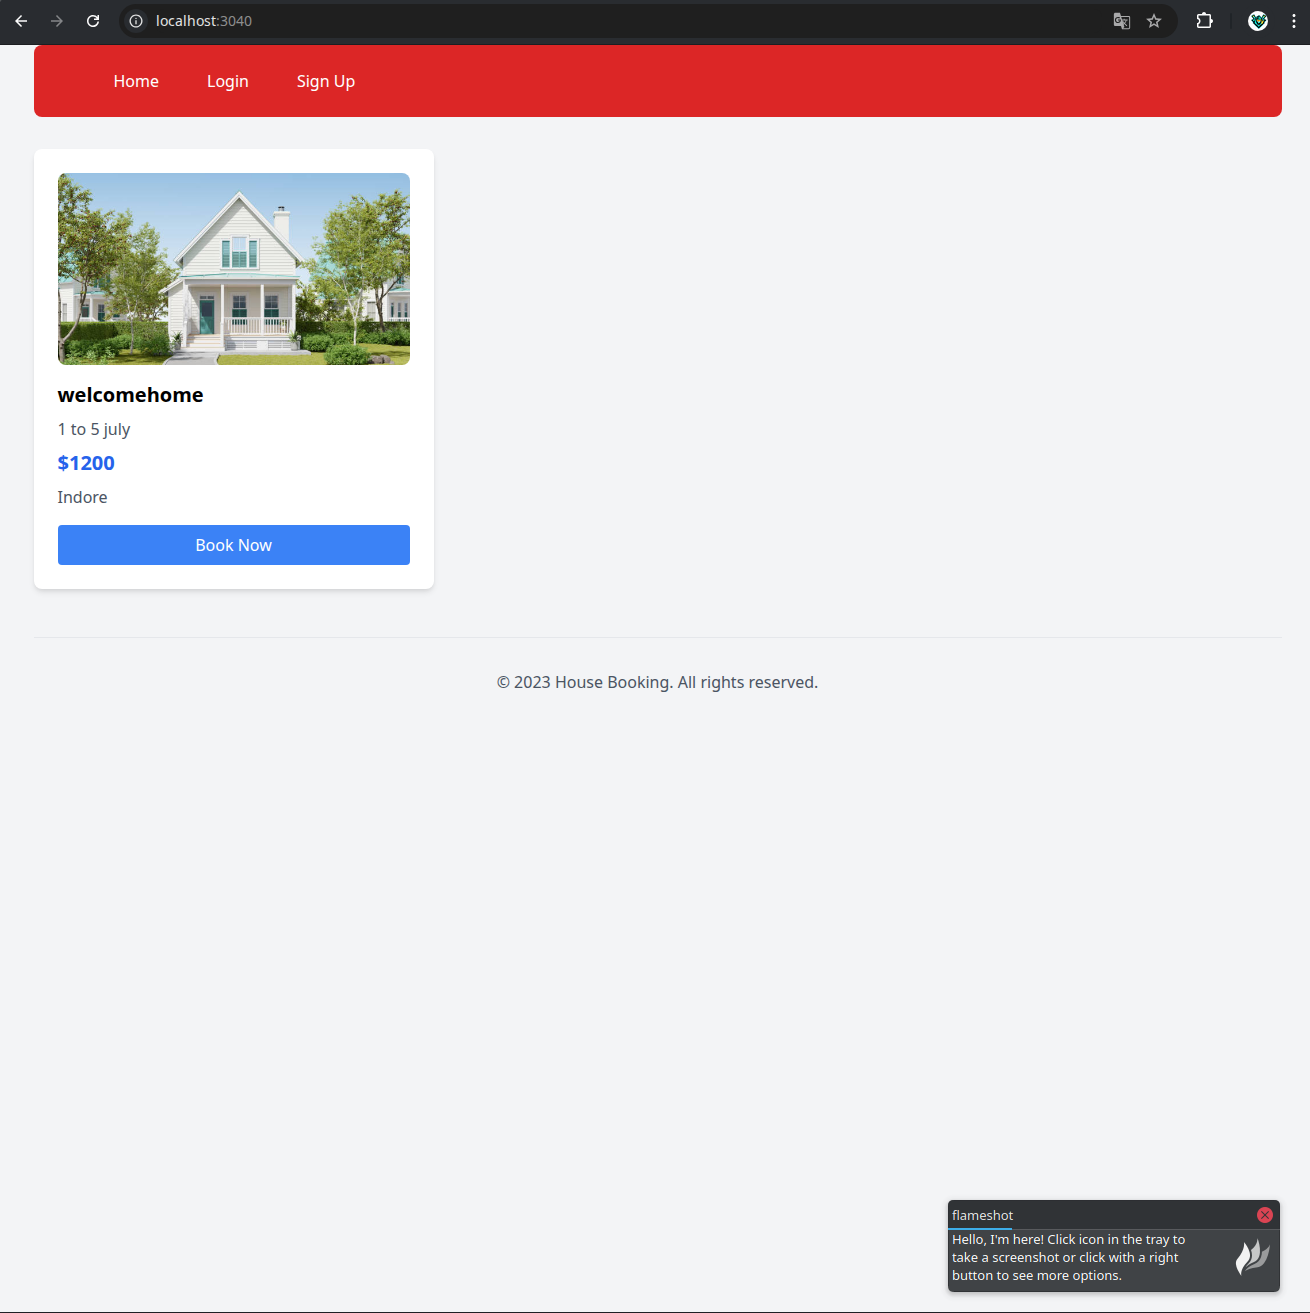 localhost:3040
Home Login Sign Up
welcomehome
1 to 5 july
$1200
Indore
Book Now
© 2023 House Booking. All rights reserved.
flameshot
Hello, I'm here! Click icon in the tray to
take a screenshot or click with a right
button to see more options.